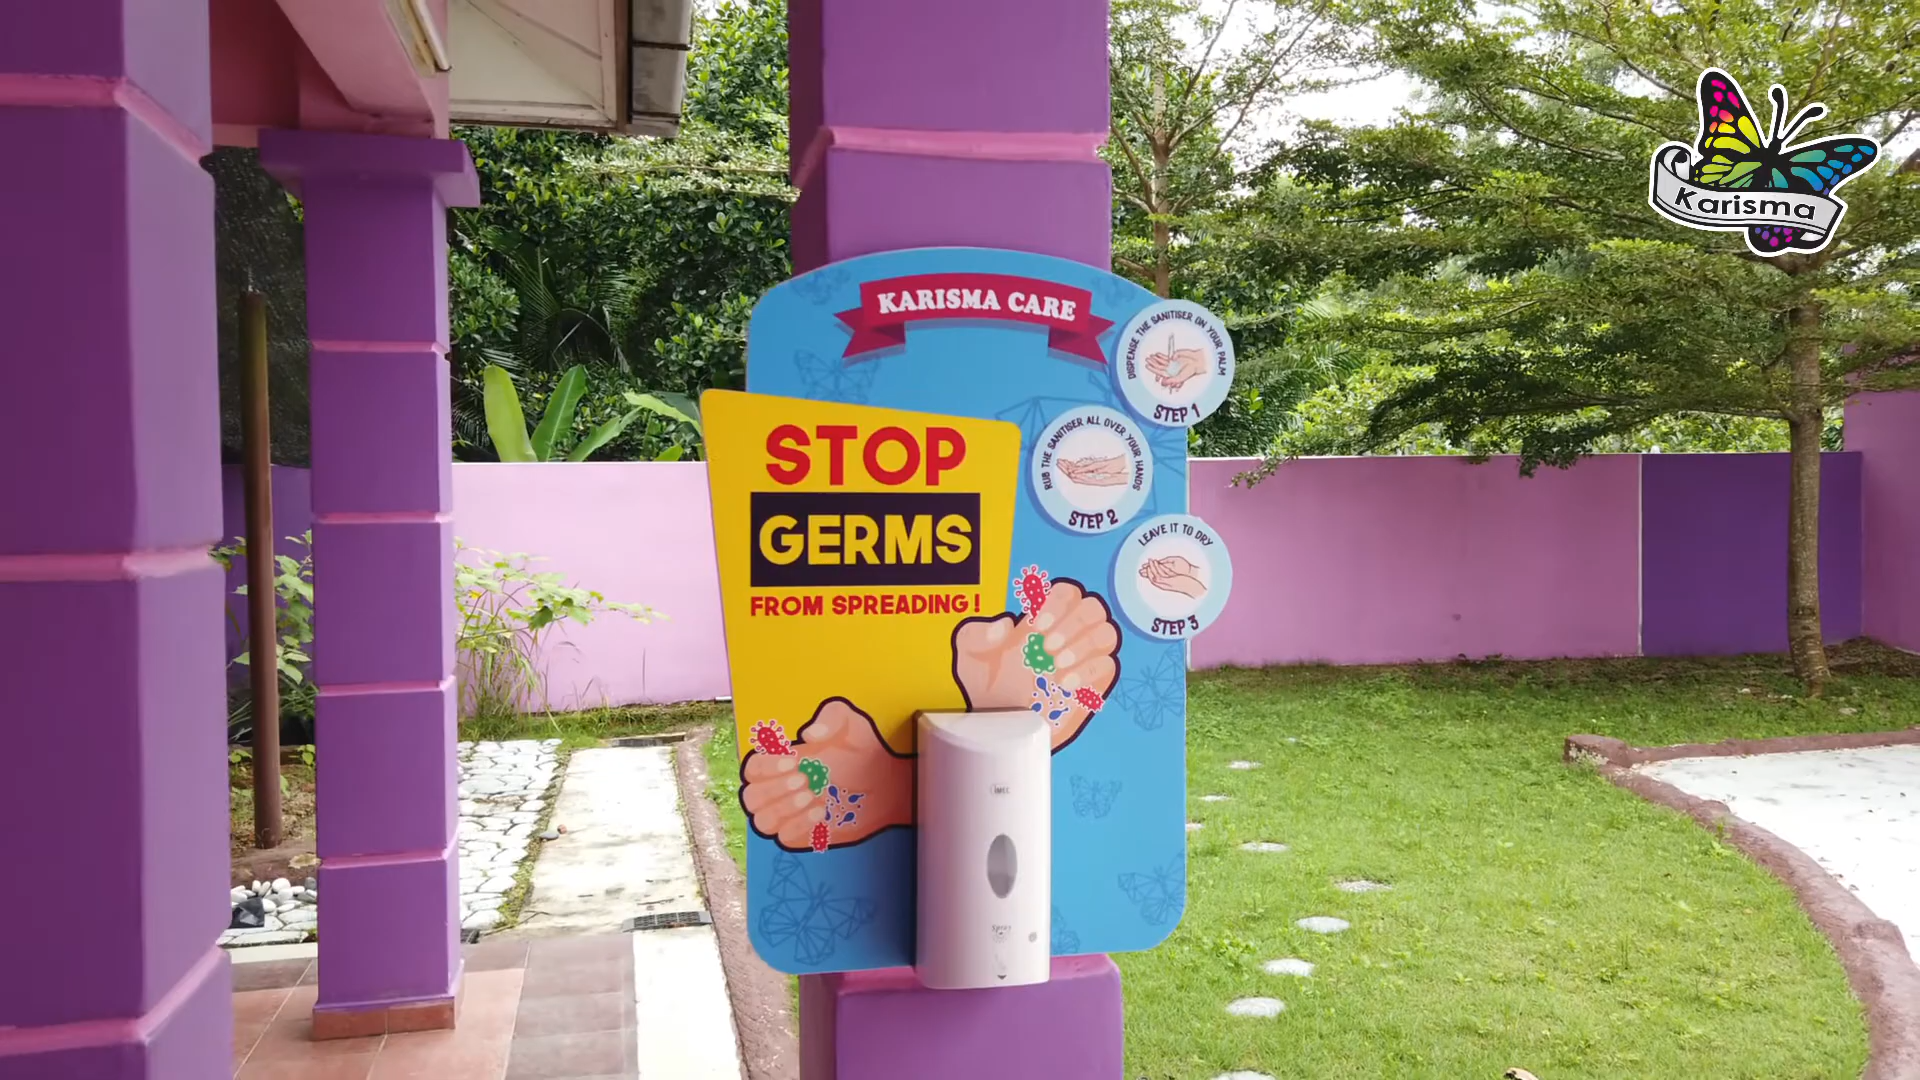 Karisma
KARISMA CARE
DISPENSE THE SANITISER ON YOUR PALM
STEP 1
STOP
GERMS
FROM SPREADING!
RUB THE SANITISER ALL OVER YOUR HANDS
STEP 2
LEAVE IT TO DRY
STEP 3
Spray